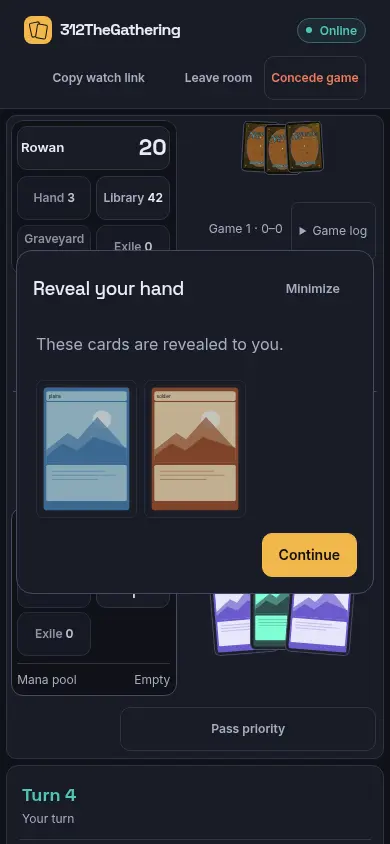 312TheGathering
Online
Copy watch link
Leave room
Concede game
Rowan
20
Hand 3
Library 42
Graveyard
Exile 0
Game 1 · 0–0
▶ Game log
Reveal your hand
Minimize
These cards are revealed to you.
plains
soldier
Continue
Exile 0
Mana pool
Empty
Pass priority
Turn 4
Your turn